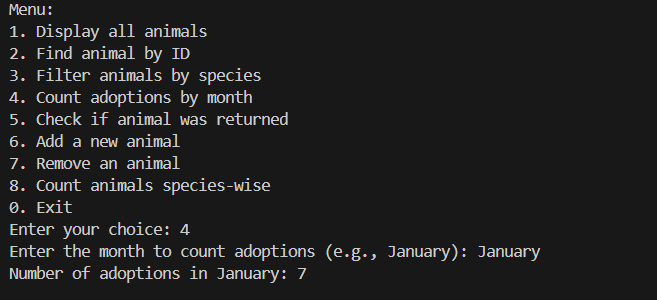 Menu:
1. Display all animals
2. Find animal by ID
3. Filter animals by species
4. Count adoptions by month
5. Check if animal was returned
6. Add a new animal
7. Remove an animal
8. Count animals species-wise
0. Exit
Enter your choice: 4
Enter the month to count adoptions (e.g., January): January
Number of adoptions in January: 7